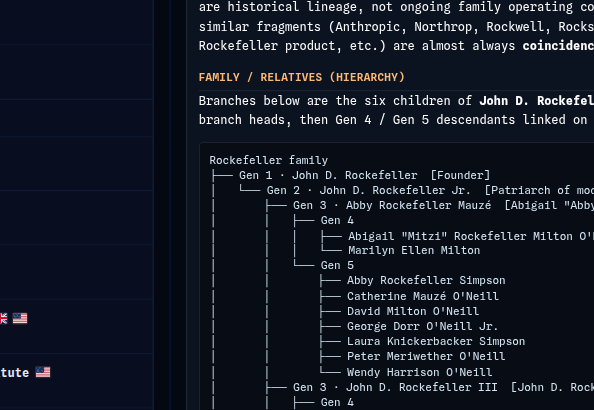 are historical lineage, not ongoing family operating co
similar fragments (Anthropic, Northrop, Rockwell, Rocks
Rockefeller product, etc.) are almost always coincidenc
FAMILY / RELATIVES (HIERARCHY)
Branches below are the six children of John D. Rockefel
branch heads, then Gen 4 / Gen 5 descendants linked on
Rockefeller family
├── Gen 1 · John D. Rockefeller [Founder]
│   └── Gen 2 · John D. Rockefeller Jr. [Patriarch of mod
│       ├── Gen 3 · Abby Rockefeller Mauzé [Abigail "Abby
│       │   ├── Gen 4
│       │   │   ├── Abigail "Mitzi" Rockefeller Milton O'N
│       │   │   └── Marilyn Ellen Milton
│       │   └── Gen 5
│       │       ├── Abby Rockefeller Simpson
│       │       ├── Catherine Mauzé O'Neill
│       │       ├── David Milton O'Neill
│       │       ├── George Dorr O'Neill Jr.
│       │       ├── Laura Knickerbacker Simpson
│       │       ├── Peter Meriwether O'Neill
│       │       └── Wendy Harrison O'Neill
│       ├── Gen 3 · John D. Rockefeller III [John D. Rock
│       │   ├── Gen 4
tute